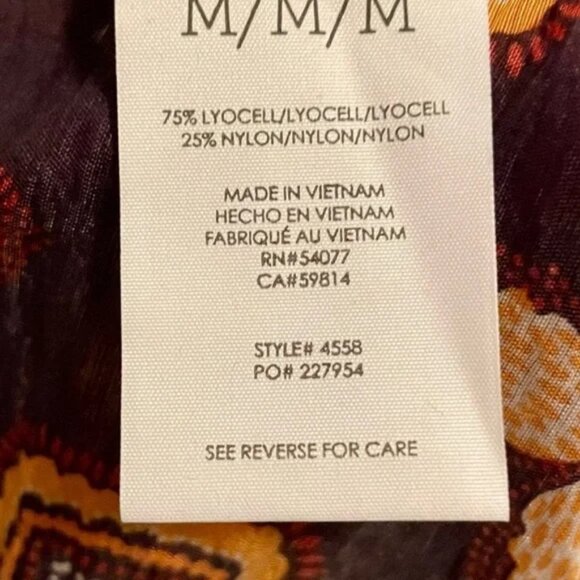 M/M/M
75% LYOCELL/LYOCELL/LYOCELL
25% NYLON/NYLON/NYLON
MADE IN VIETNAM
HECHO EN VIETNAM
FABRIQUÉ AU VIETNAM
RN#54077
CA#59814
STYLE# 4558
PO# 227954
SEE REVERSE FOR CARE